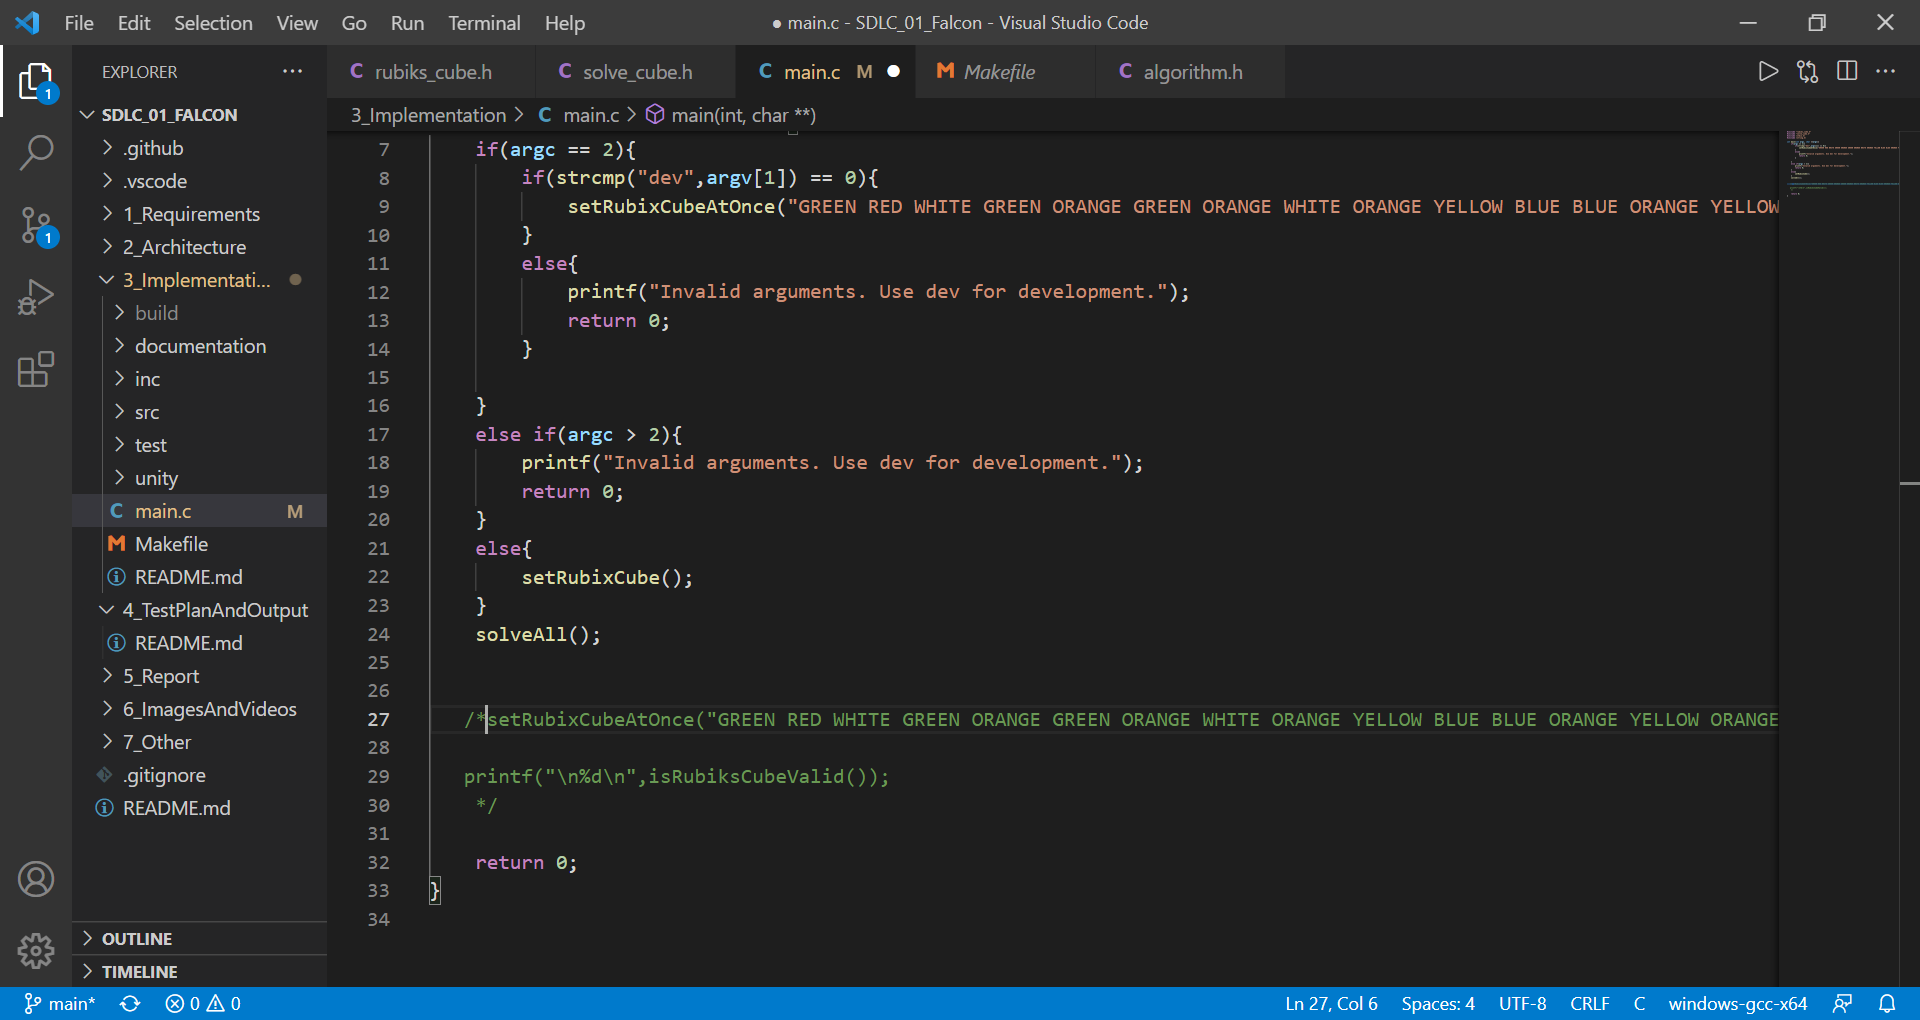 File Edit Selection View Go Run Terminal Help
● main.c - SDLC_01_Falcon - Visual Studio Code
EXPLORER
SDLC_01_FALCON
.github
.vscode
1_Requirements
2_Architecture
3_Implementati...
build
documentation
inc
src
test
unity
C main.c M
M Makefile
README.md
4_TestPlanAndOutput
README.md
5_Report
6_ImagesAndVideos
7_Other
.gitignore
README.md
OUTLINE
TIMELINE
1
1
C rubiks_cube.h C solve_cube.h C main.c M M Makefile C algorithm.h
3_Implementation > C main.c > main(int, char **)
7 if(argc == 2){
8 if(strcmp("dev",argv[1]) == 0){
9 setRubixCubeAtOnce("GREEN RED WHITE GREEN ORANGE GREEN ORANGE WHITE ORANGE YELLOW BLUE BLUE ORANGE YELLOW
10 }
11 else{
12 printf("Invalid arguments. Use dev for development.");
13 return 0;
14 }
15
16 }
17 else if(argc > 2){
18 printf("Invalid arguments. Use dev for development.");
19 return 0;
20 }
21 else{
22 setRubixCube();
23 }
24 solveAll();
25
26
27 /*setRubixCubeAtOnce("GREEN RED WHITE GREEN ORANGE GREEN ORANGE WHITE ORANGE YELLOW BLUE BLUE ORANGE YELLOW ORANGE
28
29 printf("\n%d\n",isRubiksCubeValid());
30 */
31
32 return 0;
33 }
34
main* 0 0 Ln 27, Col 6 Spaces: 4 UTF-8 CRLF C windows-gcc-x64